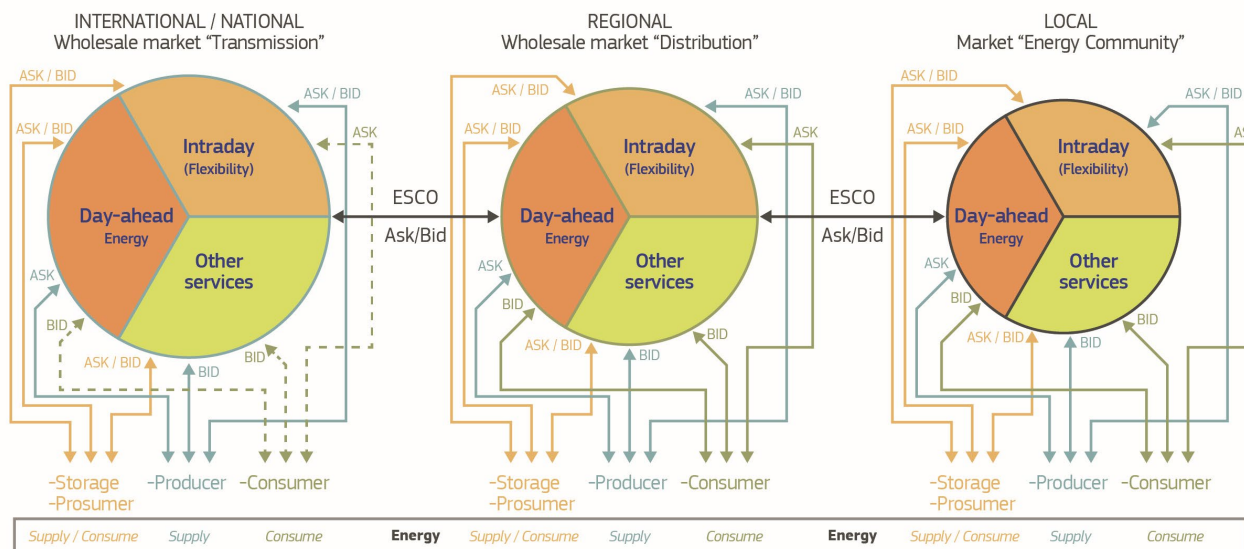 INTERNATIONAL / NATIONAL
Wholesale market “Transmission”
ASK / BID
ASK / BID
ASK / BID
ASK
Intraday
(Flexibility)
Day-ahead
Energy
Other
services
ASK
BID
ASK / BID
BID
BID
-Storage
-Prosumer
-Producer
-Consumer
ESCO
Ask/Bid
REGIONAL
Wholesale market “Distribution”
ASK / BID
ASK / BID
ASK / BID
ASK
Intraday
(Flexibility)
Day-ahead
Energy
Other
services
ASK
BID
ASK / BID
BID
BID
-Storage
-Prosumer
-Producer
-Consumer
ESCO
Ask/Bid
LOCAL
Market “Energy Community”
ASK / BID
ASK / BID
ASK / BID
Intraday
(Flexibility)
Day-ahead
Energy
Other
services
ASK
BID
ASK / BID
BID
BID
-Storage
-Prosumer
-Producer
-Consumer
Supply / Consume Supply Consume Energy Supply / Consume Supply Consume Energy Supply / Consume Supply Consume